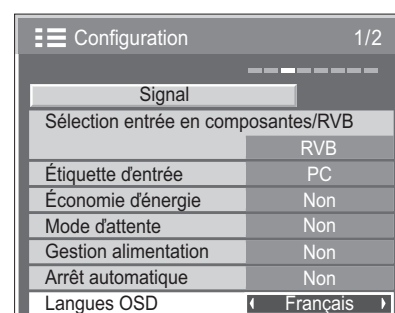 Configuration 1/2
Signal
Sélection entrée en composantes/RVB
RVB
Étiquette d'entrée PC
Économie d'énergie Non
Mode d'attente Non
Gestion alimentation Non
Arrêt automatique Non
Langues OSD Français